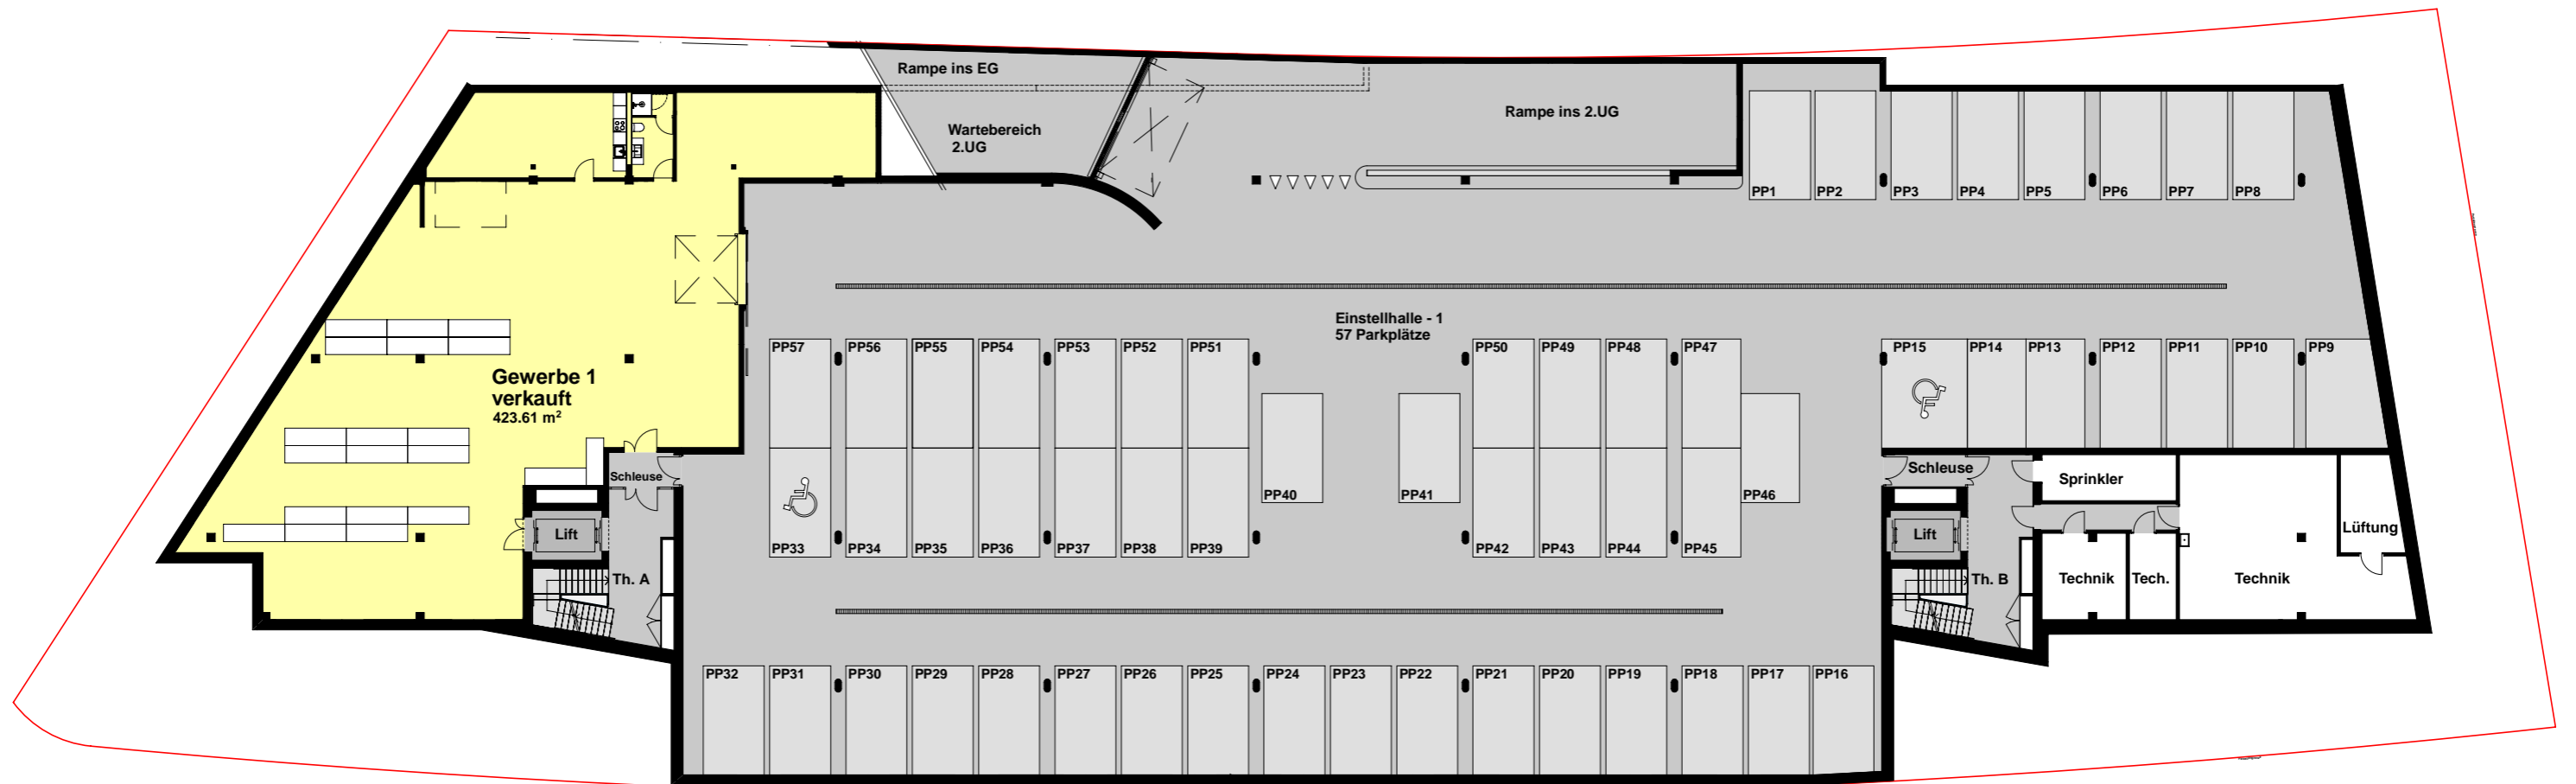 Rampe ins EG
Wartebereich
2.UG
Rampe ins 2.UG
PP1 PP2 PP3 PP4 PP5 PP6 PP7 PP8
Einstellhalle - 1
57 Parkplätze
PP57 PP56 PP55 PP54 PP53 PP52 PP51 PP50 PP49 PP48 PP47 PP15 PP14 PP13 PP12 PP11 PP10 PP9
Gewerbe 1
verkauft
423.61 m²
Schleuse
Schleuse
Sprinkler
PP40 PP41 PP46
Lift
Lift
Lüftung
PP33 PP34 PP35 PP36 PP37 PP38 PP39 PP42 PP43 PP44 PP45
Th. A
Th. B
Technik Tech. Technik
PP32 PP31 PP30 PP29 PP28 PP27 PP26 PP25 PP24 PP23 PP22 PP21 PP20 PP19 PP18 PP17 PP16